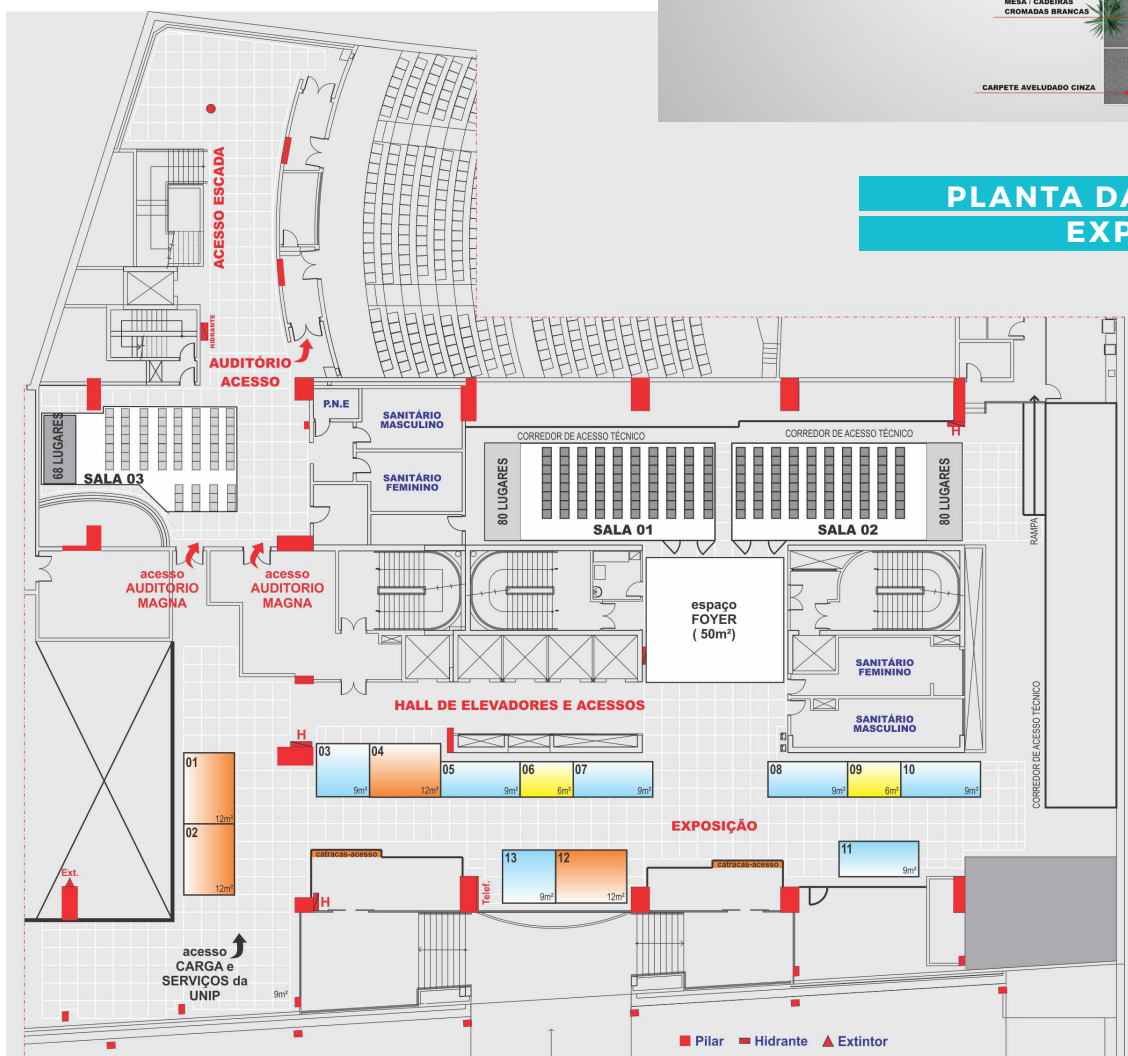 MESA / CADEIRAS
CROMADAS BRANCAS
CARPETE AVELUDADO CINZA
PLANTA DA
EXP
ACESSO ESCADA
HIDRANTE
AUDITÓRIO
ACESSO
P.N.E
SANITÁRIO
MASCULINO
SANITÁRIO
FEMININO
68 LUGARES
SALA 03
CORREDOR DE ACESSO TÉCNICO
80 LUGARES
SALA 01
CORREDOR DE ACESSO TÉCNICO
SALA 02
80 LUGARES
H
RAMPA
acesso
AUDITÓRIO
MAGNA
acesso
AUDITÓRIO
MAGNA
espaço
FOYER
( 50m²)
SANITÁRIO
FEMININO
SANITÁRIO
MASCULINO
CORREDOR DE ACESSO TÉCNICO
HALL DE ELEVADORES E ACESSOS
H
01
12m²
02
12m²
03
9m²
04
12m²
05
9m²
06
6m²
07
9m²
08
9m²
09
6m²
10
9m²
EXPOSIÇÃO
catracas-acesso
13
9m²
12
12m²
catracas-acesso
11
9m²
Ext.
H
Telef.
acesso
CARGA e
SERVIÇOS da
UNIP
9m²
Pilar Hidrante Extintor